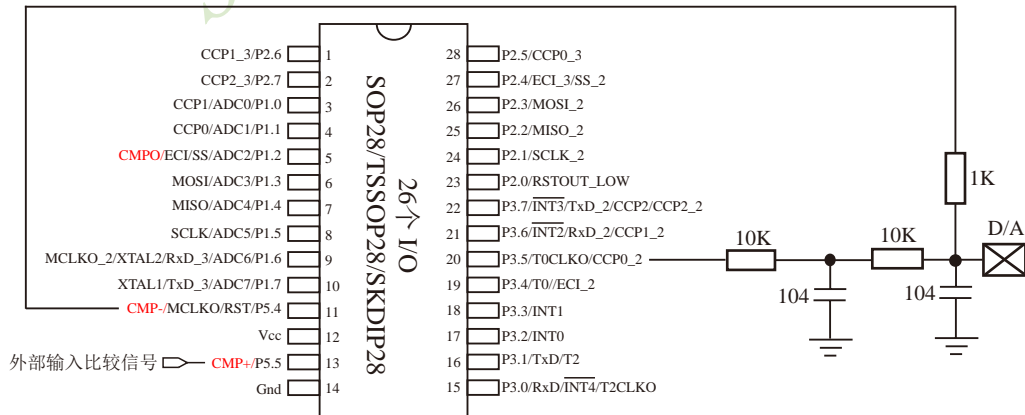 CCP1_3/P2.6 1
CCP2_3/P2.7 2
CCP1/ADC0/P1.0 3
CCP0/ADC1/P1.1 4
CMPO/ECI/SS/ADC2/P1.2 5
MOSI/ADC3/P1.3 6
MISO/ADC4/P1.4 7
SCLK/ADC5/P1.5 8
MCLKO_2/XTAL2/RxD_3/ADC6/P1.6 9
XTAL1/TxD_3/ADC7/P1.7 10
CMP-/MCLKO/RST/P5.4 11
Vcc 12
外部输入比较信号 CMP+/P5.5 13
Gnd 14
SOP28/TSSOP28/SKDIP28
26个 I/O
28 P2.5/CCP0_3
27 P2.4/ECI_3/SS_2
26 P2.3/MOSI_2
25 P2.2/MISO_2
24 P2.1/SCLK_2
23 P2.0/RSTOUT_LOW
22 P3.7/INT3/TxD_2/CCP2/CCP2_2
21 P3.6/INT2/RxD_2/CCP1_2
20 P3.5/T0CLKO/CCP0_2
19 P3.4/T0//ECI_2
18 P3.3/INT1
17 P3.2/INT0
16 P3.1/TxD/T2
15 P3.0/RxD/INT4/T2CLKO
1K
D/A
10K
10K
104
104